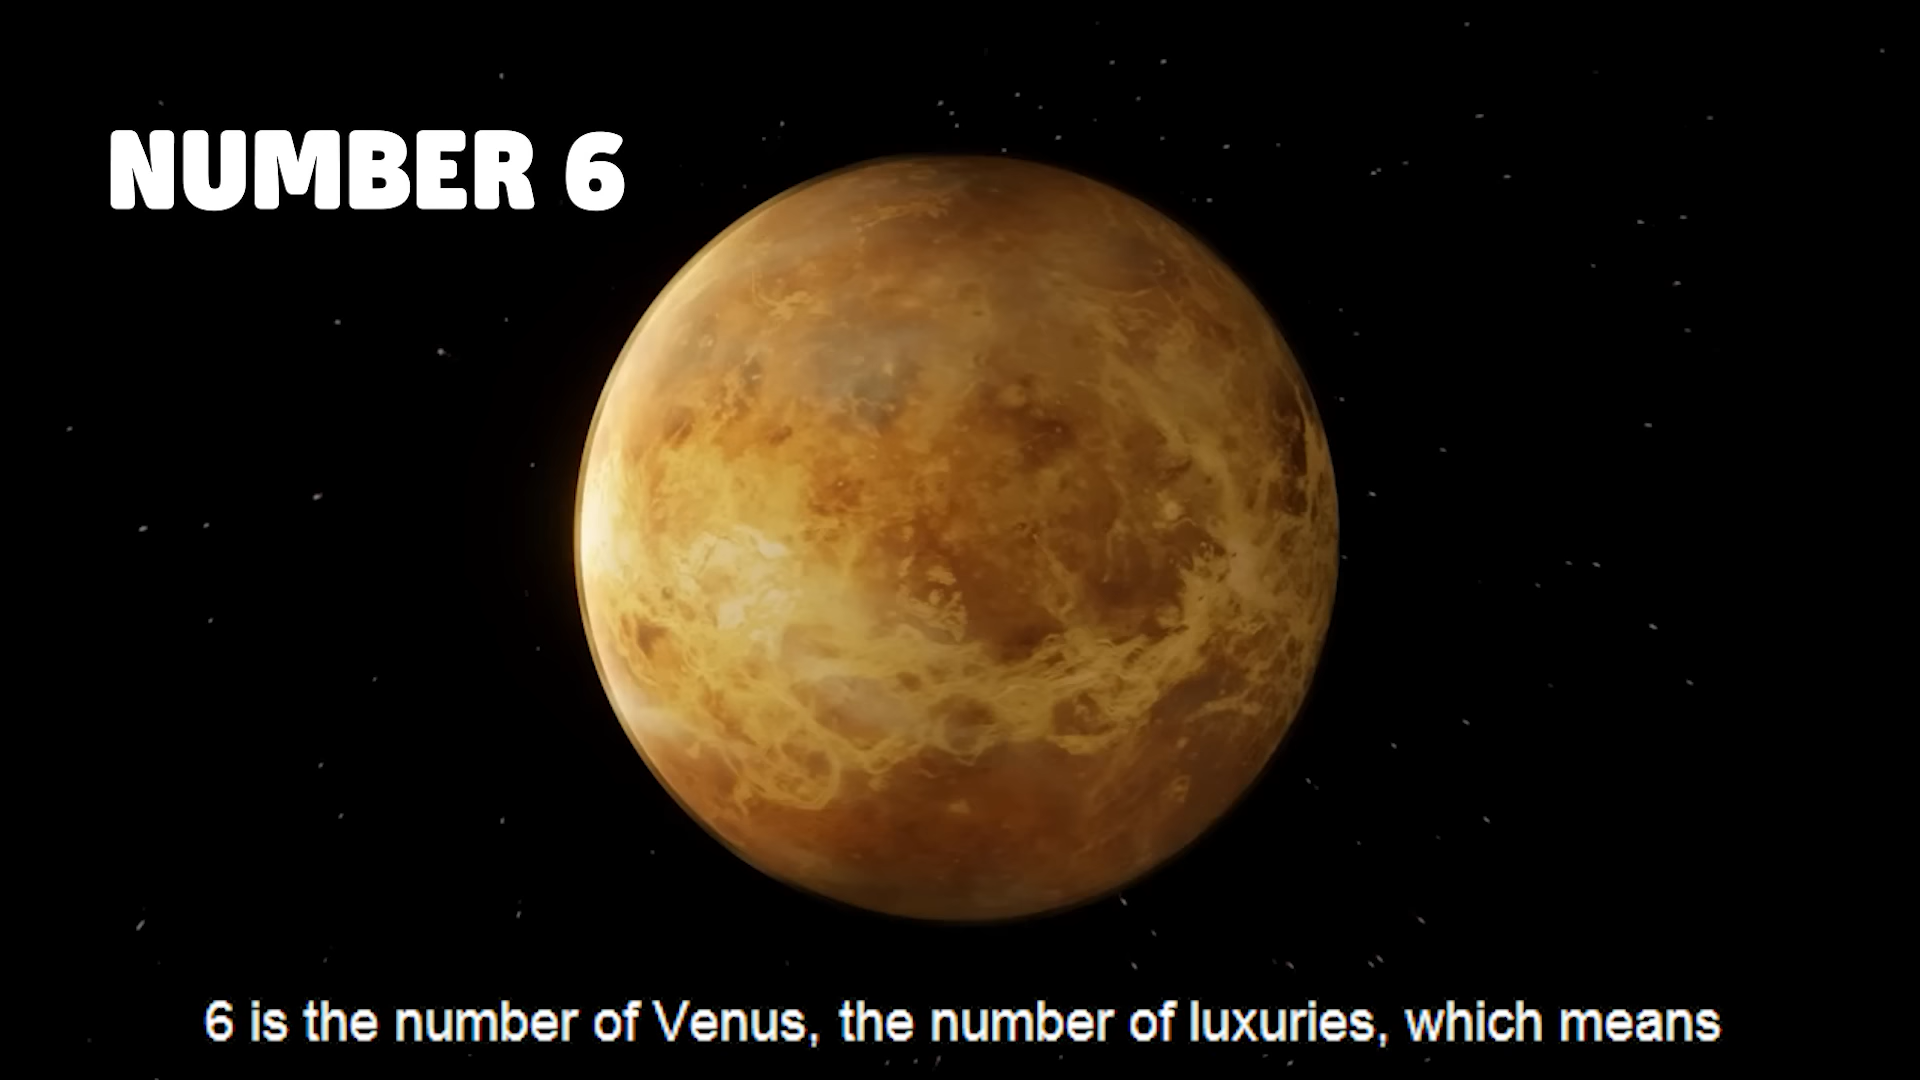 NUMBER 6
6 is the number of Venus, the number of luxuries, which means